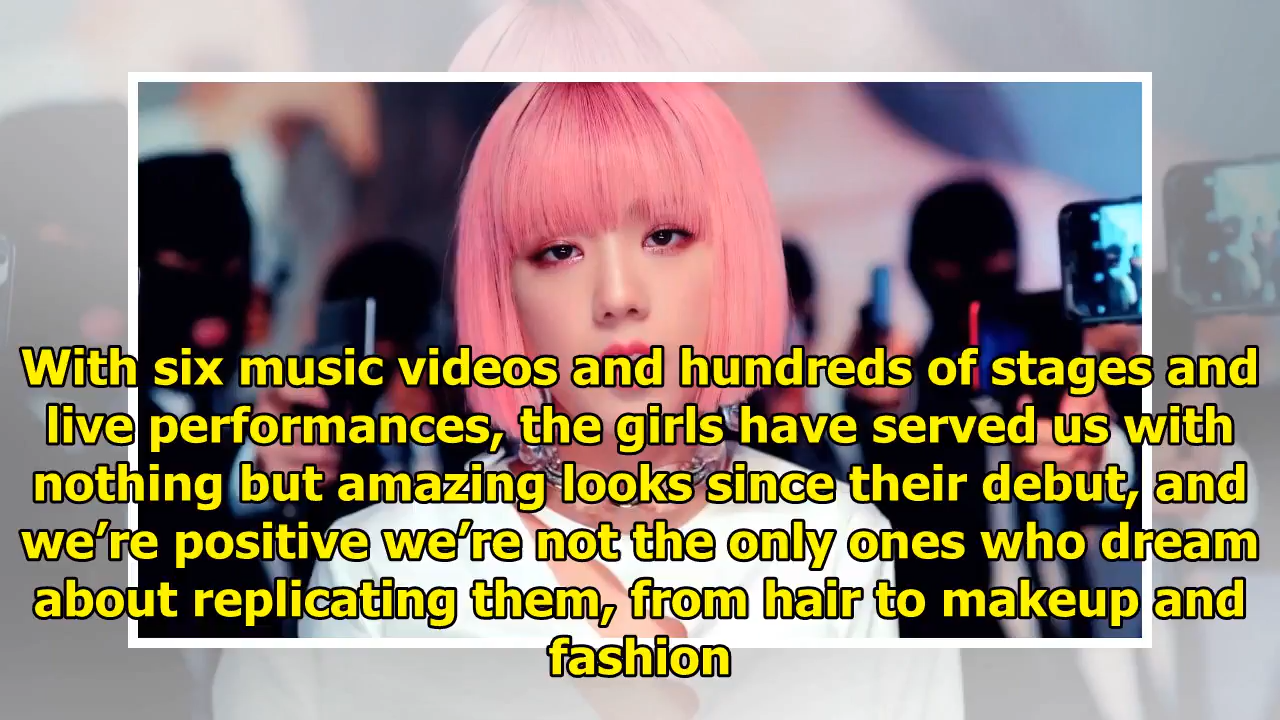 With six music videos and hundreds of stages and
live performances, the girls have served us with
nothing but amazing looks since their debut, and
we’re positive we’re not the only ones who dream
about replicating them, from hair to makeup and
fashion